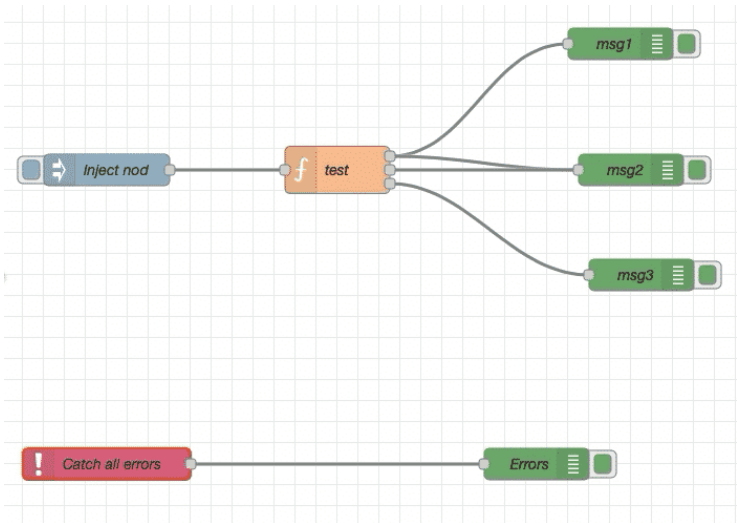 msg1
Inject nod
test
msg2
msg3
Catch all errors
Errors